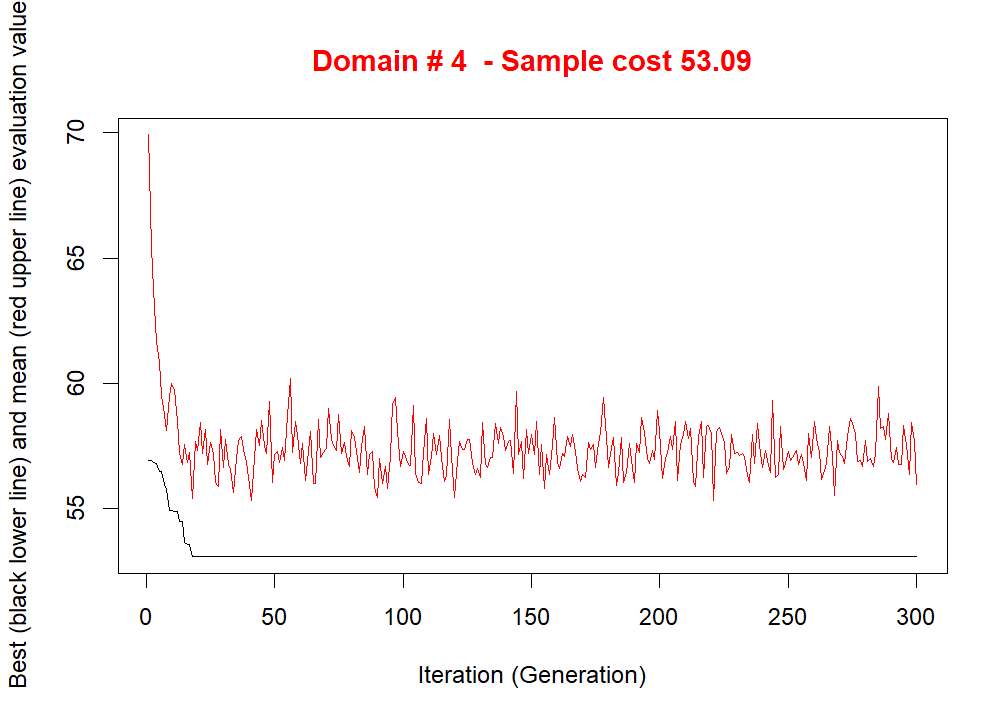 Domain # 4  - Sample cost 53.09
Best (black lower line) and mean (red upper line) evaluation value
70
65
60
55
0 50 100 150 200 250 300
Iteration (Generation)